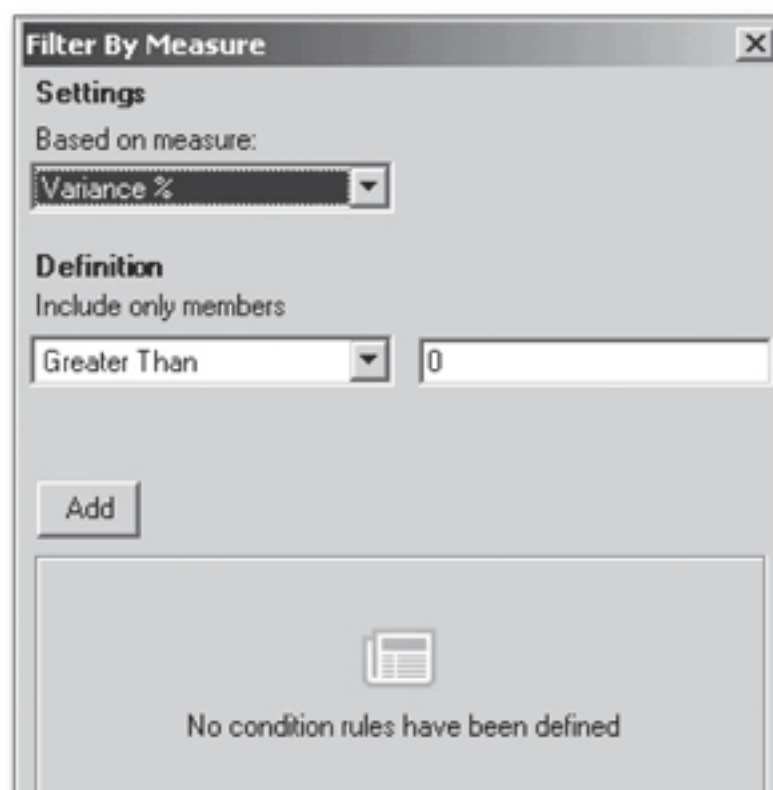 Filter By Measure
Settings
Based on measure:
Variance %
Definition
Include only members
Greater Than 0
Add
No condition rules have been defined